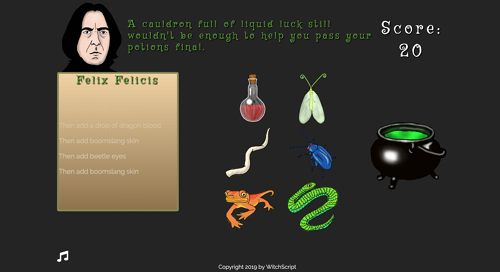 A cauldron full of liquid luck still
wouldn't be enough to help you pass your
potions final.
Score:
20
Felix Felicis
Then add a dose of dragon blood
Then add boomslang skin
Then add beetle eyes
Then add boomslang skin
Copyright 2019 by WitchScript